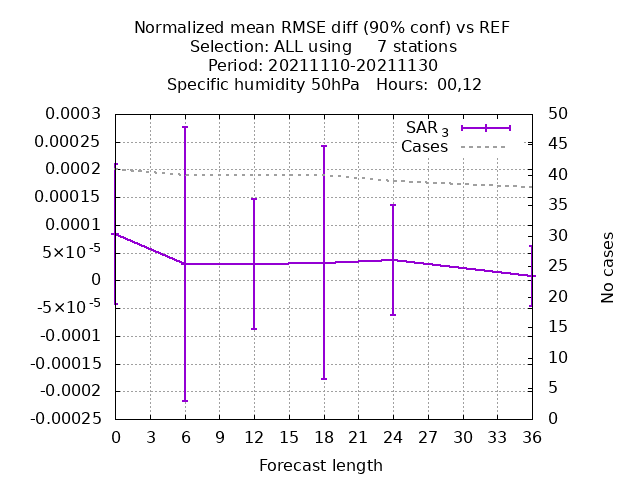 Normalized mean RMSE diff (90% conf) vs REF
Selection: ALL using     7 stations
Period: 20211110-20211130
Specific humidity 50hPa   Hours: 00,12
SAR 3
Cases
0.0003
0.00025
0.0002
0.00015
0.0001
5×10^-5
0
-5×10^-5
-0.0001
-0.00015
-0.0002
-0.00025
50
45
40
35
30
25
20
15
10
5
0
No cases
0 3 6 9 12 15 18 21 24 27 30 33 36
Forecast length